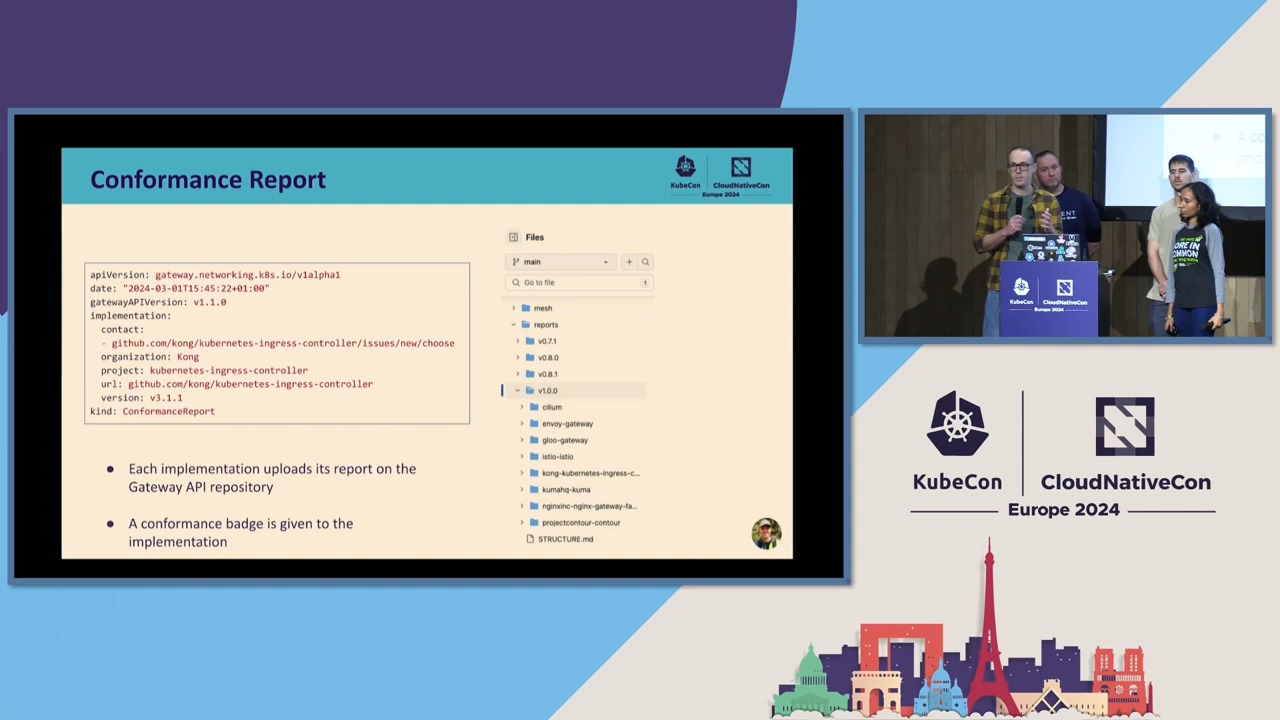 Conformance Report
KubeCon
CloudNativeCon
Europe 2024
apiVersion: gateway.networking.k8s.io/v1alpha1
date: "2024-03-01T15:45:22+01:00"
gatewayAPIVersion: v1.1.0
implementation:
contact:
- github.com/kong/kubernetes-ingress-controller/issues/new/choose
organization: Kong
project: kubernetes-ingress-controller
url: github.com/kong/kubernetes-ingress-controller
version: v3.1.1
kind: ConformanceReport
● Each implementation uploads its report on the
Gateway API repository
● A conformance badge is given to the
implementation
Files
main
Go to file
mesh
reports
v0.7.1
v0.8.0
v0.8.1
v1.0.0
cilium
envoy-gateway
gloo-gateway
istio-istio
kong-kubernetes-ingress-c...
kumahq-kuma
nginxinc-nginx-gateway-fa...
projectcontour-contour
STRUCTURE.md
KubeCon
CloudNativeCon
Europe 2024
KubeCon
CloudNativeCon
Europe 2024